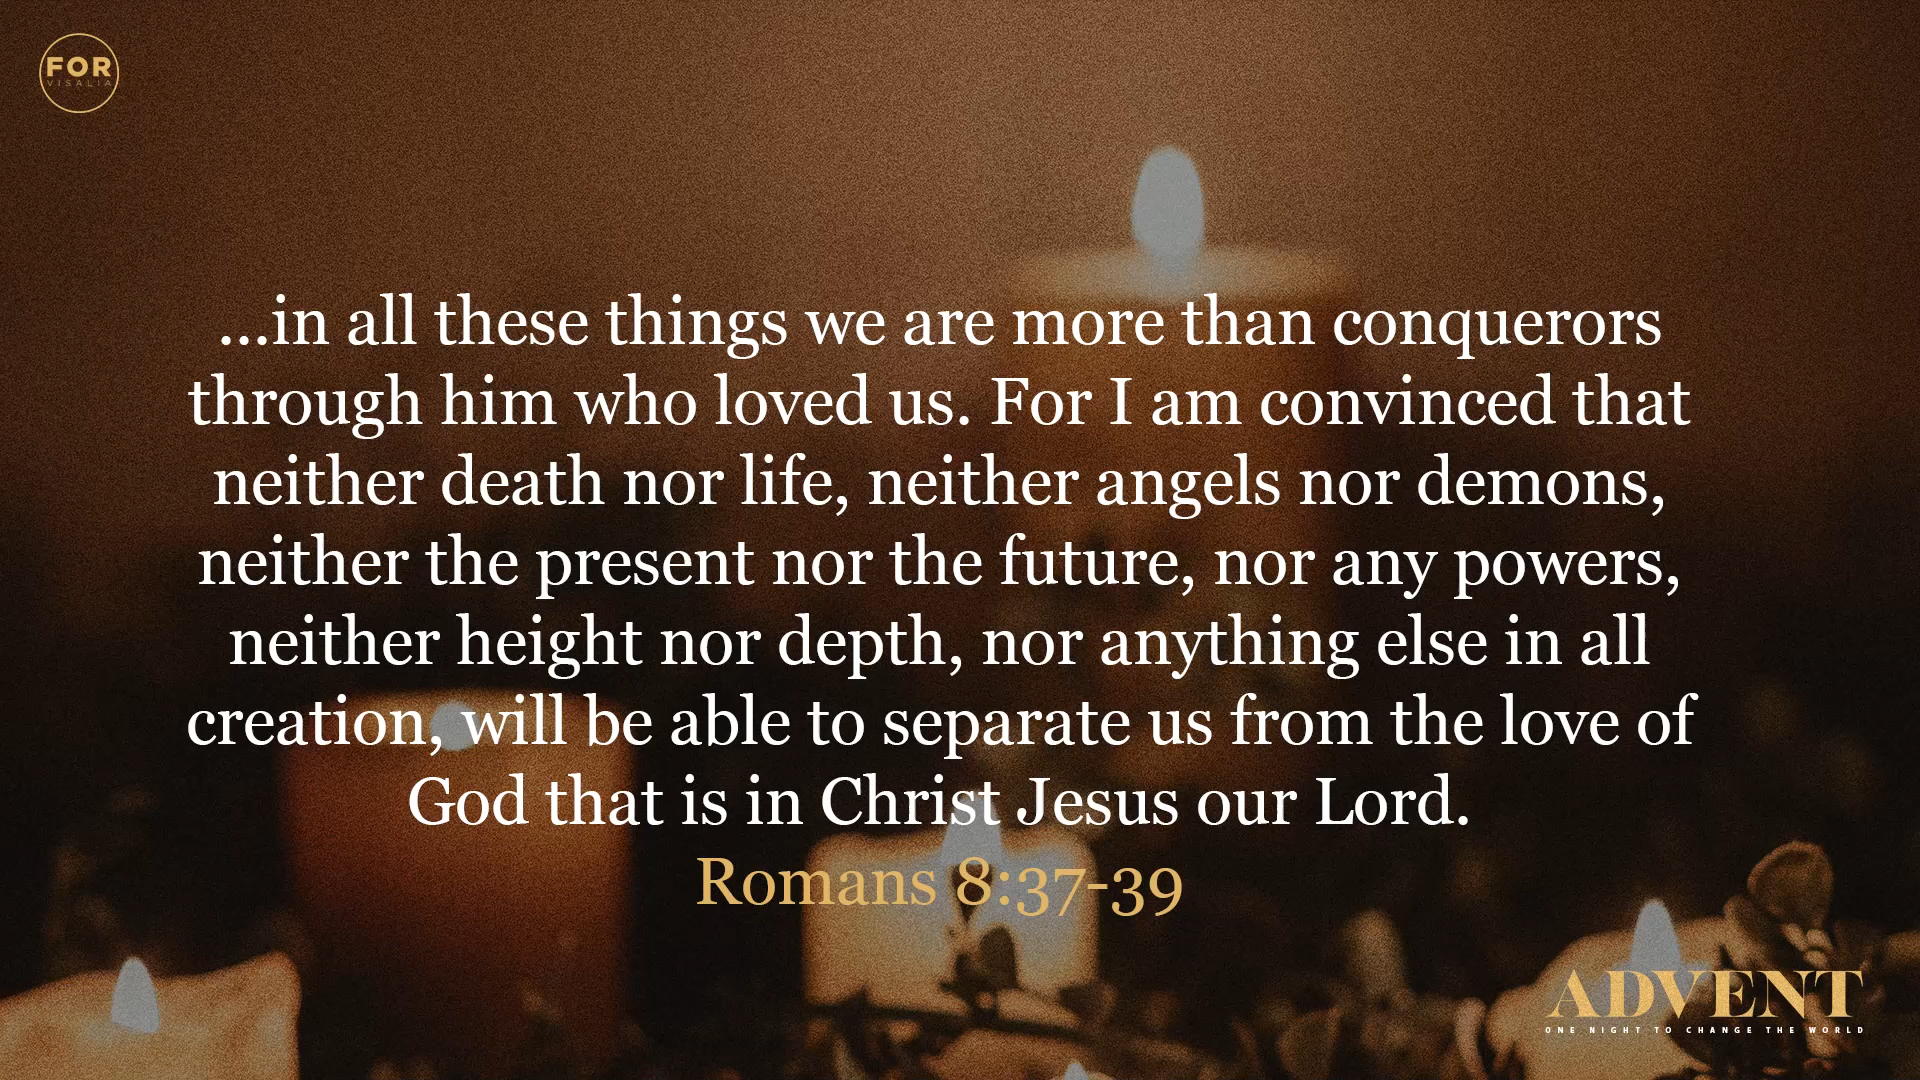 FOR
VISALIA
...in all these things we are more than conquerors
through him who loved us. For I am convinced that
neither death nor life, neither angels nor demons,
neither the present nor the future, nor any powers,
neither height nor depth, nor anything else in all
creation, will be able to separate us from the love of
God that is in Christ Jesus our Lord.
Romans 8:37-39
ADVENT
ONE NIGHT TO CHANGE THE WORLD